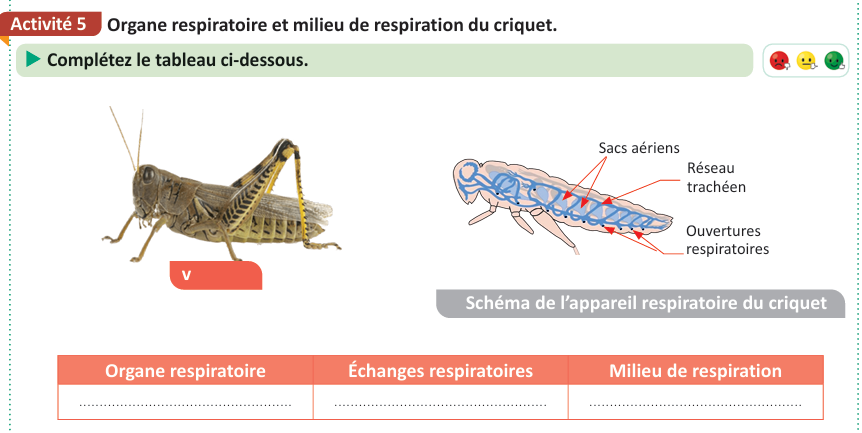 Activité 5 Organe respiratoire et milieu de respiration du criquet.
Complétez le tableau ci-dessous.
Sacs aériens
Réseau
trachéen
Ouvertures
respiratoires
v
Schéma de l'appareil respiratoire du criquet
Organe respiratoire Échanges respiratoires Milieu de respiration
..................................................... ..................................................... .....................................................